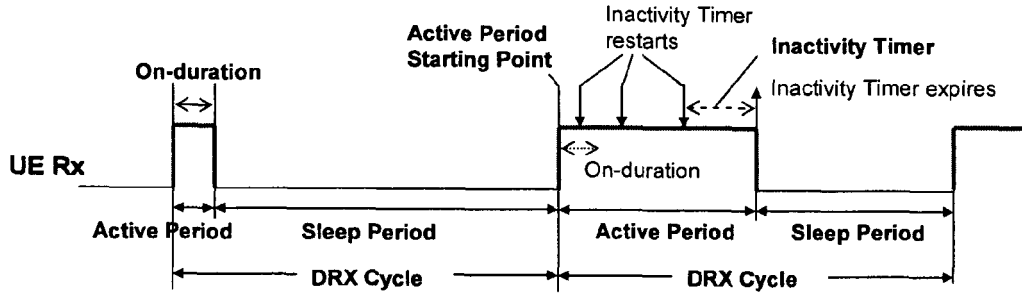 Inactivity Timer
restarts
Active Period
Starting Point
Inactivity Timer
On-duration
Inactivity Timer expires
On-duration
UE Rx
Active Period
Sleep Period
Active Period
Sleep Period
DRX Cycle
DRX Cycle